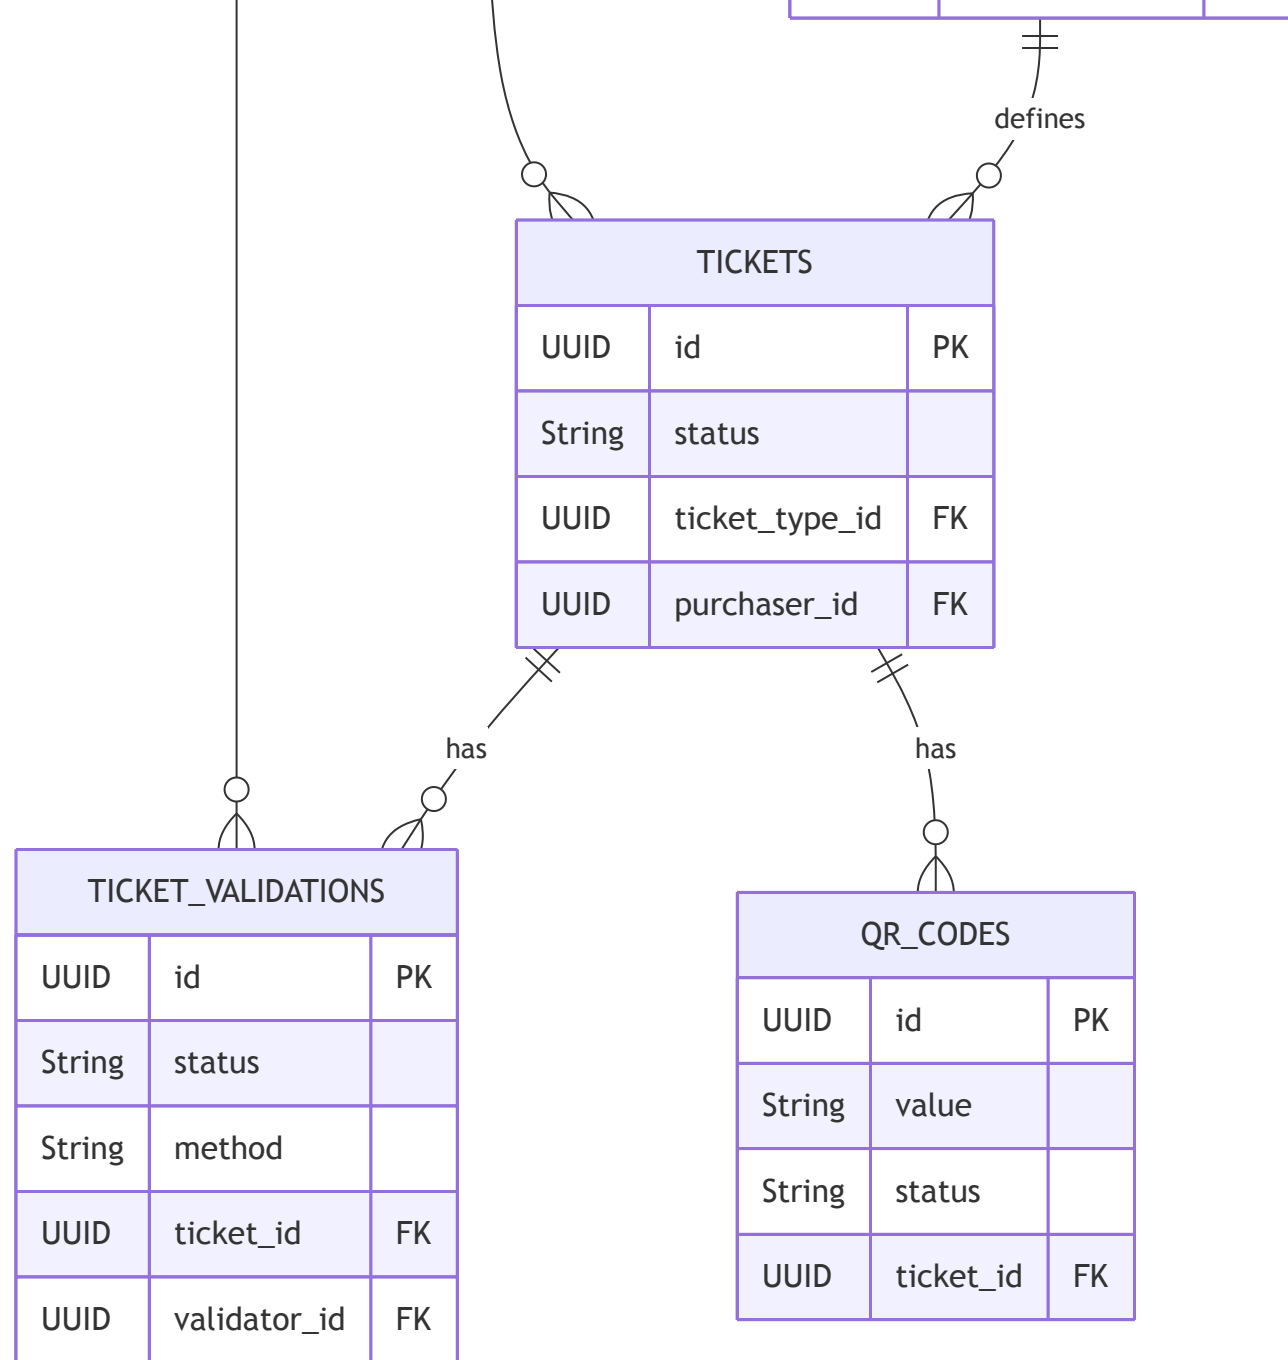 defines
TICKETS
UUID id PK
String status
UUID ticket_type_id FK
UUID purchaser_id FK
has
has
TICKET_VALIDATIONS
UUID id PK
String status
String method
UUID ticket_id FK
UUID validator_id FK
QR_CODES
UUID id PK
String value
String status
UUID ticket_id FK